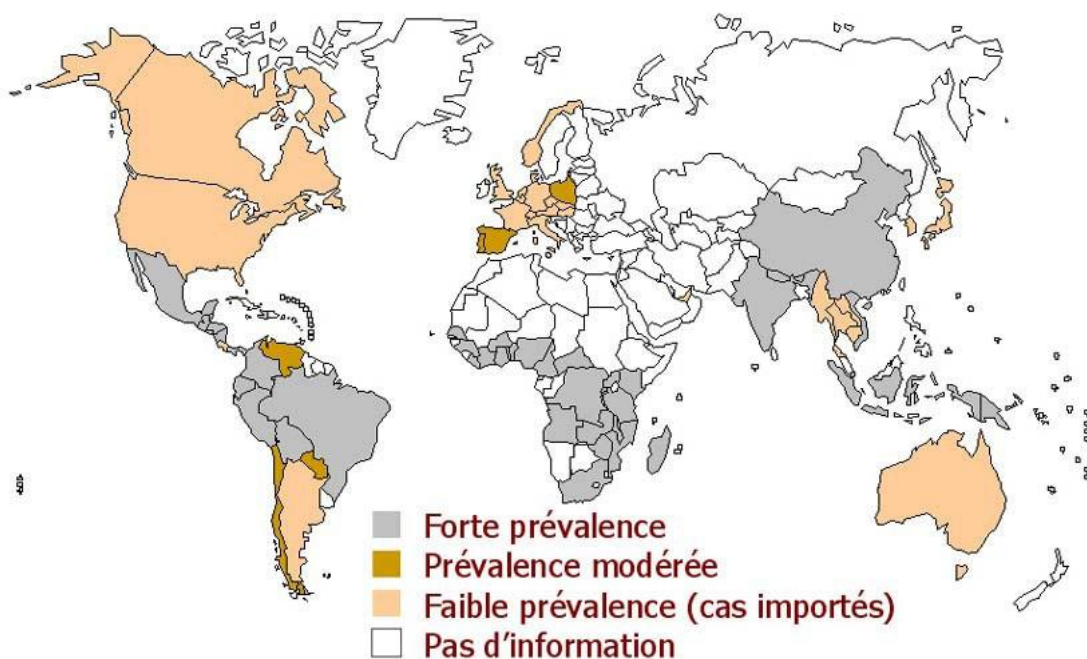 Forte prévalence
Prévalence modérée
Faible prévalence (cas importés)
Pas d'information